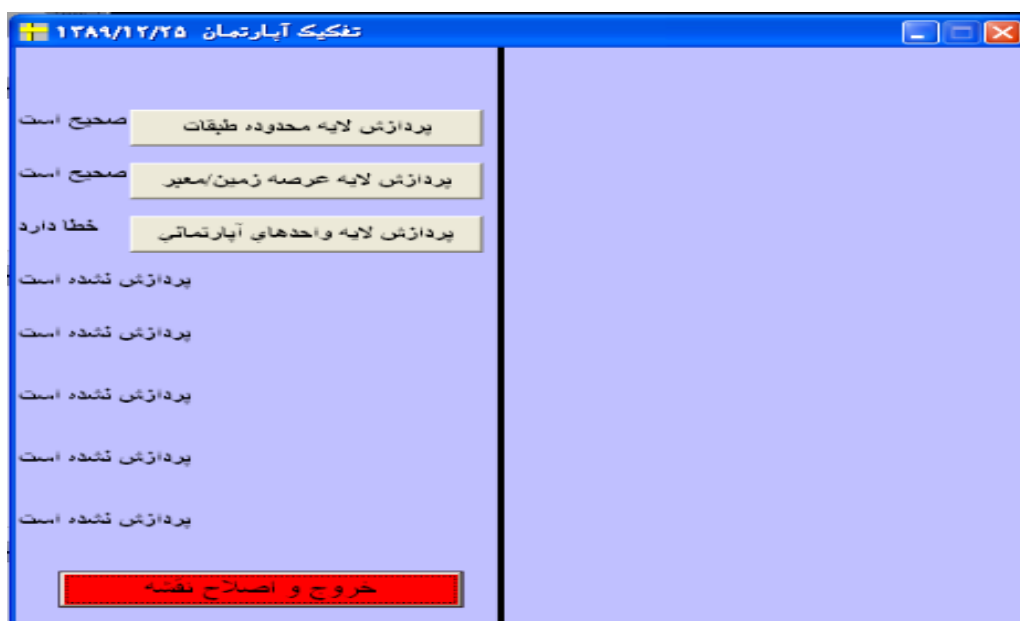 تفکیک آپارتمان ۱۳۸۹/۱۲/۲۵
پردازش لایه محدوده طبقات صحیح است
پردازش لایه عرصه زمین/معبر صحیح است
پردازش لایه واحدهاي آپارتماني خطا دارد
پردازش نشده است
پردازش نشده است
پردازش نشده است
پردازش نشده است
پردازش نشده است
خروج و اصلاح نقشه